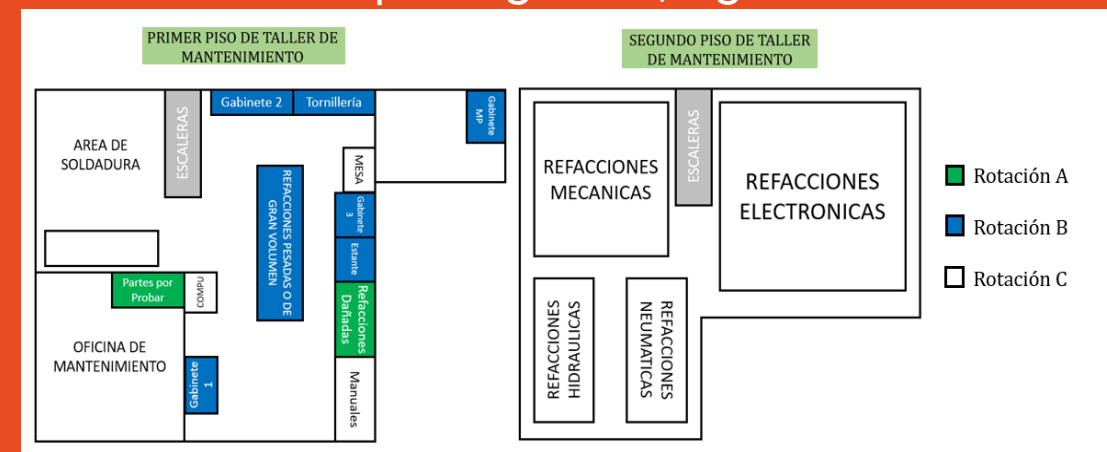 PRIMER PISO DE TALLER DE
MANTENIMIENTO
SEGUNDO PISO DE TALLER
DE MANTENIMIENTO
AREA DE
SOLDADURA
ESCALERAS
Gabinete 2
Tornillería
Gabinete
MP
MESA
REFACCIONES PESADAS O DE
GRAN VOLUMEN
Gabinete
3
Estante
Refacciones
Dañadas
Manuales
Partes por
Probar
COMPU
OFICINA DE
MANTENIMIENTO
Gabinete
1
REFACCIONES
MECANICAS
ESCALERAS
REFACCIONES
ELECTRONICAS
REFACCIONES
HIDRAULICAS
REFACCIONES
NEUMATICAS
Rotación A
Rotación B
Rotación C